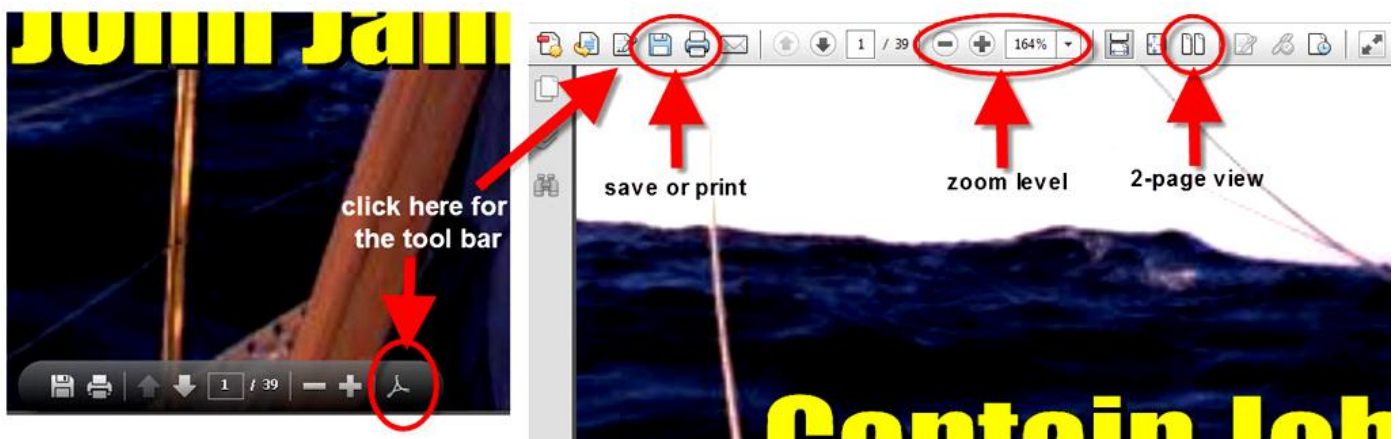 John Jam
click here for
the tool bar
1 / 39
1 / 39
164%
save or print
zoom level
2-page view
Captain Joh